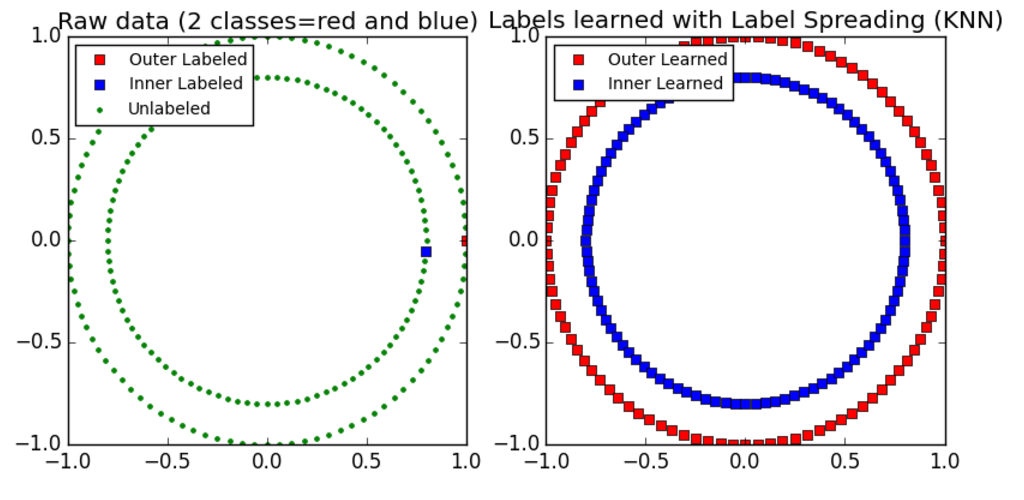 Raw data (2 classes=red and blue)
1.0
0.5
0.0
−0.5
−1.0
Outer Labeled
Inner Labeled
Unlabeled
−1.0 −0.5 0.0 0.5 1.0
Labels learned with Label Spreading (KNN)
1.0
0.5
0.0
−0.5
−1.0
Outer Learned
Inner Learned
−1.0 −0.5 0.0 0.5 1.0